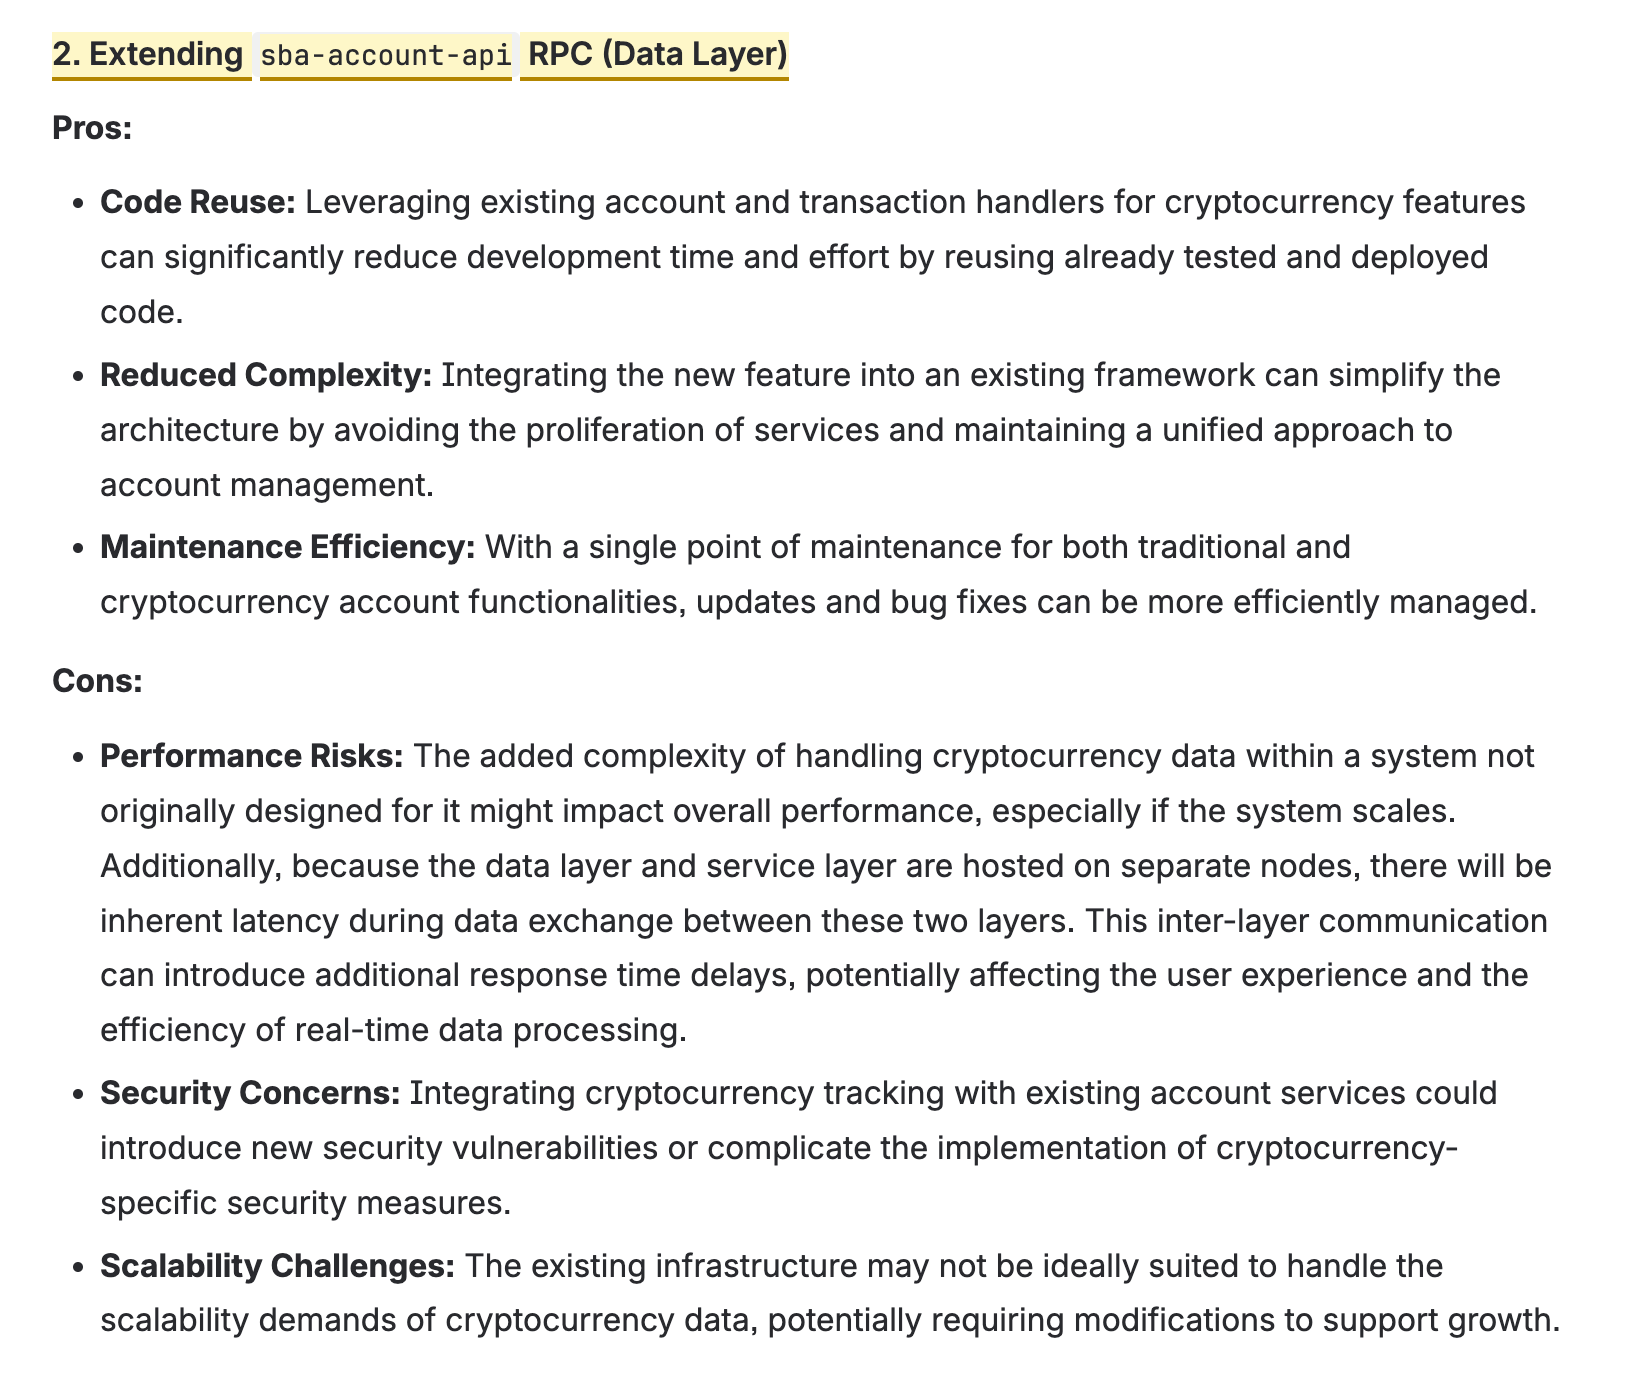 2. Extending sba-account-api RPC (Data Layer)
Pros:
• Code Reuse: Leveraging existing account and transaction handlers for cryptocurrency features
can significantly reduce development time and effort by reusing already tested and deployed
code.
• Reduced Complexity: Integrating the new feature into an existing framework can simplify the
architecture by avoiding the proliferation of services and maintaining a unified approach to
account management.
• Maintenance Efficiency: With a single point of maintenance for both traditional and
cryptocurrency account functionalities, updates and bug fixes can be more efficiently managed.
Cons:
• Performance Risks: The added complexity of handling cryptocurrency data within a system not
originally designed for it might impact overall performance, especially if the system scales.
Additionally, because the data layer and service layer are hosted on separate nodes, there will be
inherent latency during data exchange between these two layers. This inter-layer communication
can introduce additional response time delays, potentially affecting the user experience and the
efficiency of real-time data processing.
• Security Concerns: Integrating cryptocurrency tracking with existing account services could
introduce new security vulnerabilities or complicate the implementation of cryptocurrency-
specific security measures.
• Scalability Challenges: The existing infrastructure may not be ideally suited to handle the
scalability demands of cryptocurrency data, potentially requiring modifications to support growth.